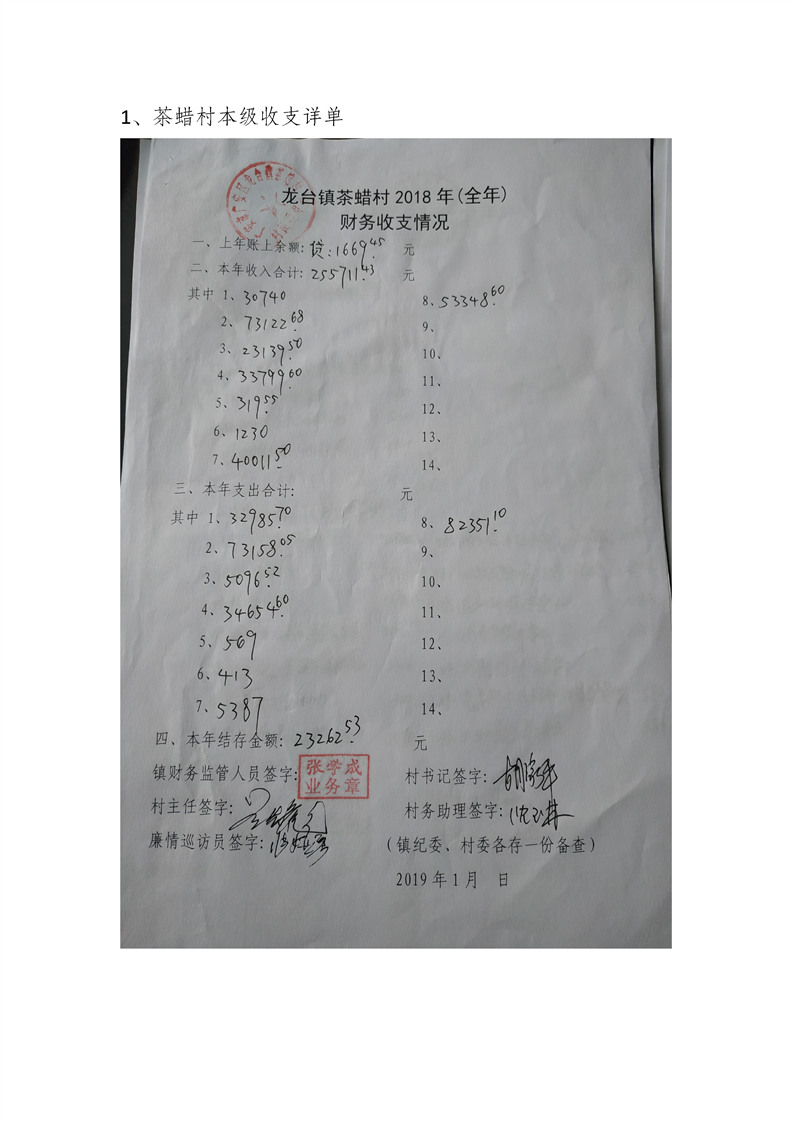 1、茶蜡村本级收支详单
龙台镇茶蜡村 2018 年(全年)
财务收支情况
一、上年账上余额: 贷:1669.45 元
二、本年收入合计: 255711.43 元
其中 1、30740 8、53348.60
2、73122.68 9、
3、23139.50 10、
4、33799.60 11、
5、319.55 12、
6、1230 13、
7、40011.50 14、
三、本年支出合计: 元
其中 1、32985.70 8、82351.10
2、73158.05 9、
3、5096.52 10、
4、34654.60 11、
5、569 12、
6、413 13、
7、5387 14、
四、本年结存金额: 23262.53 元
镇财务监管人员签字: 张学成 业务章 村书记签字:
村主任签字: 村务助理签字:
廉情巡访员签字: (镇纪委、村委各存一份备查)
2019 年 1 月 日